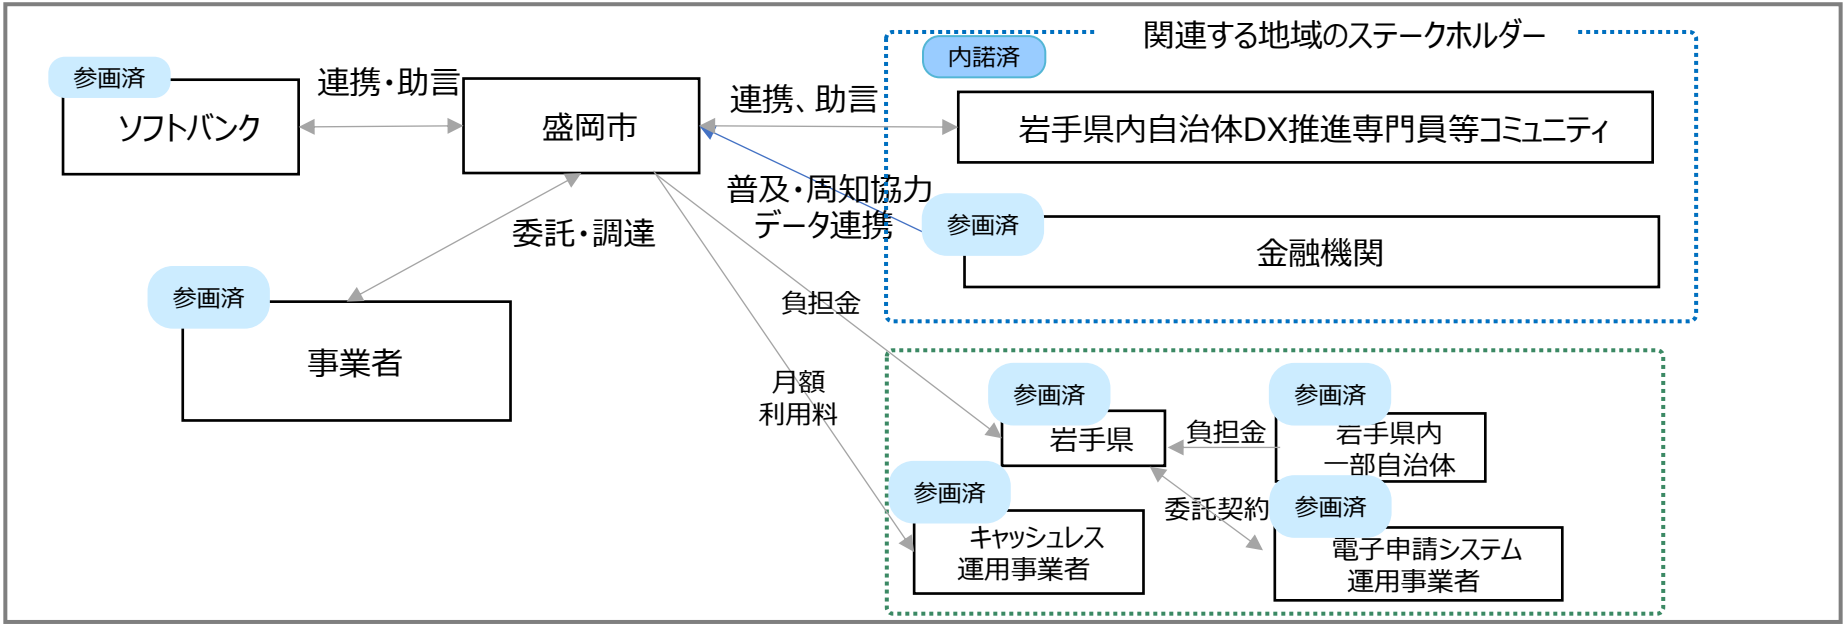 関連する地域のステークホルダー
参画済
ソフトバンク
連携・助言
盛岡市
連携、助言
内諾済
岩手県内自治体DX推進専門員等コミュニティ
普及・周知協力
データ連携
参画済
金融機関
委託・調達
参画済
事業者
負担金
月額
利用料
参画済
岩手県
負担金
参画済
岩手県内
一部自治体
参画済
キャッシュレス
運用事業者
委託契約
参画済
電子申請システム
運用事業者